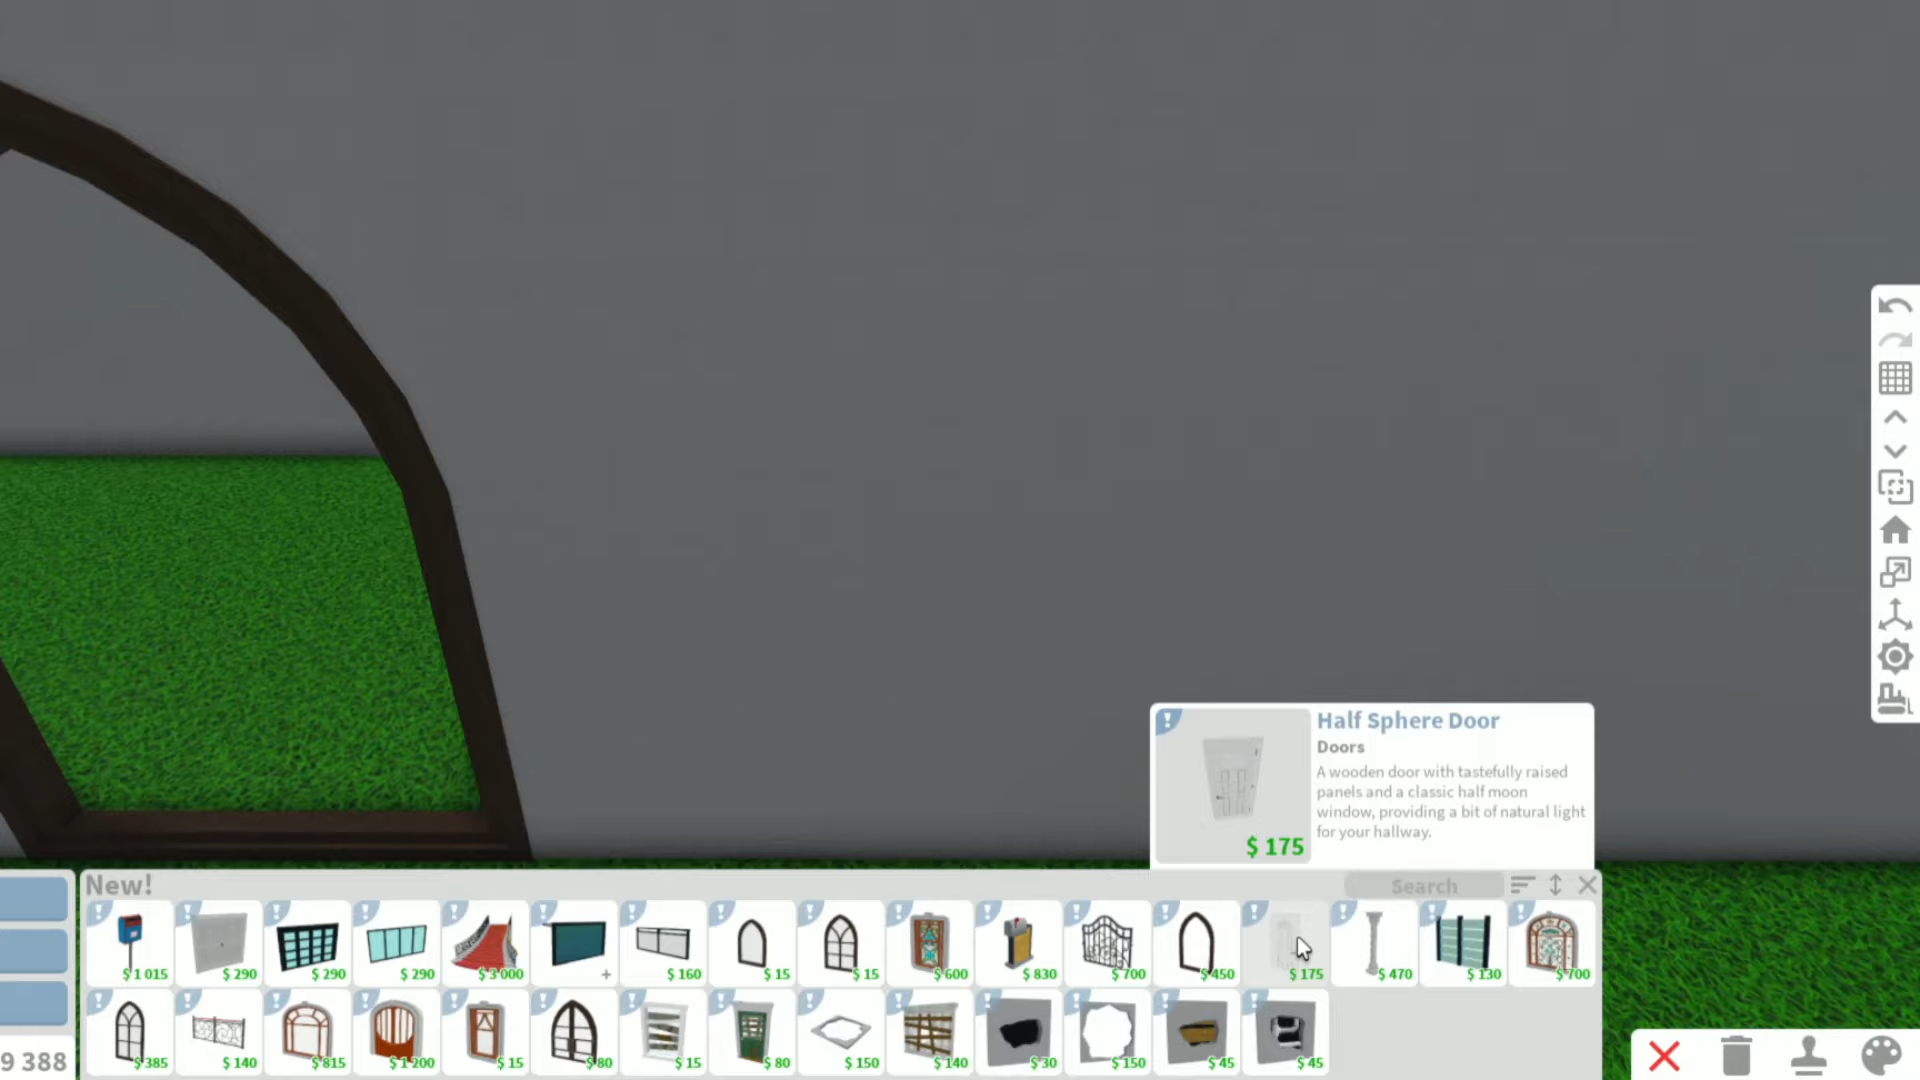 Half Sphere Door
Doors
A wooden door with tastefully raised
panels and a classic half moon
window, providing a bit of natural light
for your hallway.
$ 175
New!
Search
$ 1 015
$ 290
$ 290
$ 290
$ 3 000
+
$ 160
$ 15
$ 15
$ 600
$ 830
$ 700
$ 450
$ 175
$ 470
$ 130
$ 700
$ 385
$ 140
$ 815
$ 1 200
$ 15
$ 80
$ 15
$ 80
$ 150
$ 140
$ 30
$ 150
$ 45
$ 45
9 388